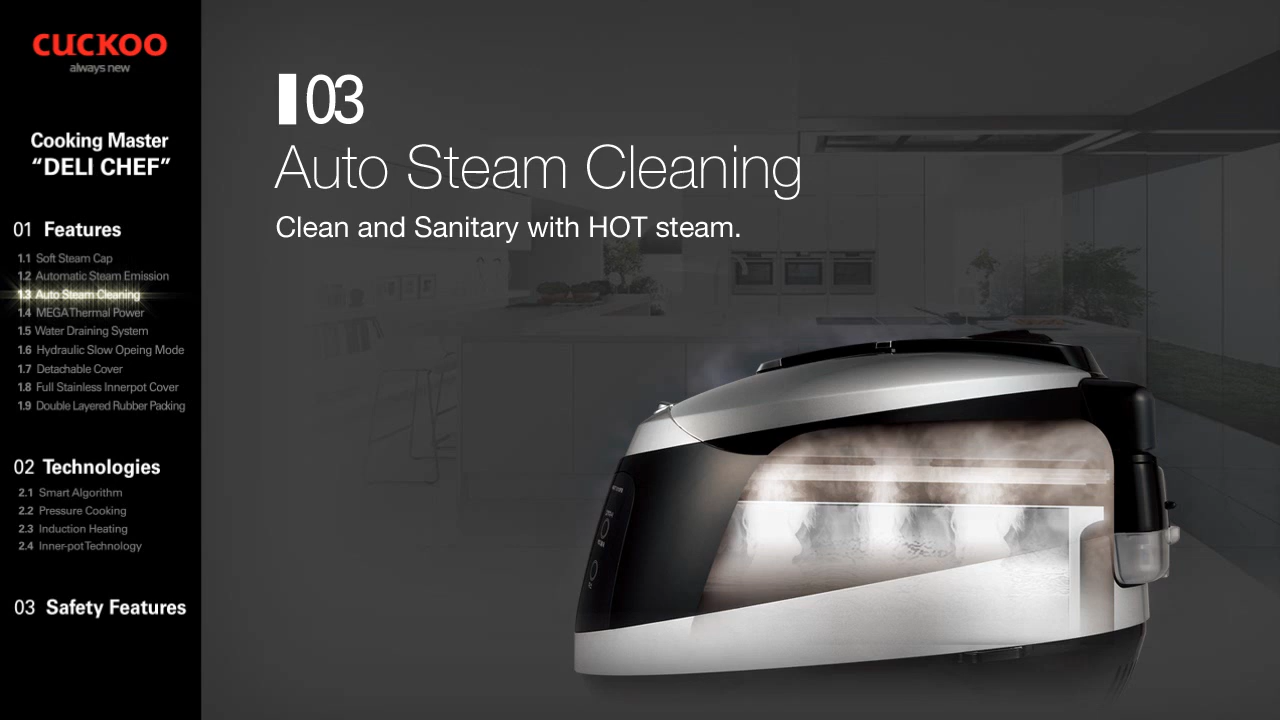 CUCKOO
always new
Cooking Master
“DELI CHEF”
01 Features
1.1 Soft Steam Cap
1.2 Automatic Steam Emission
1.3 Auto Steam Cleaning
1.4 MEGA Thermal Power
1.5 Water Draining System
1.6 Hydraulic Slow Opeing Mode
1.7 Detachable Cover
1.8 Full Stainless Innerpot Cover
1.9 Double Layered Rubber Packing
02 Technologies
2.1 Smart Algorithm
2.2 Pressure Cooking
2.3 Induction Heating
2.4 Inner-pot Technology
03 Safety Features
03
Auto Steam Cleaning
Clean and Sanitary with HOT steam.